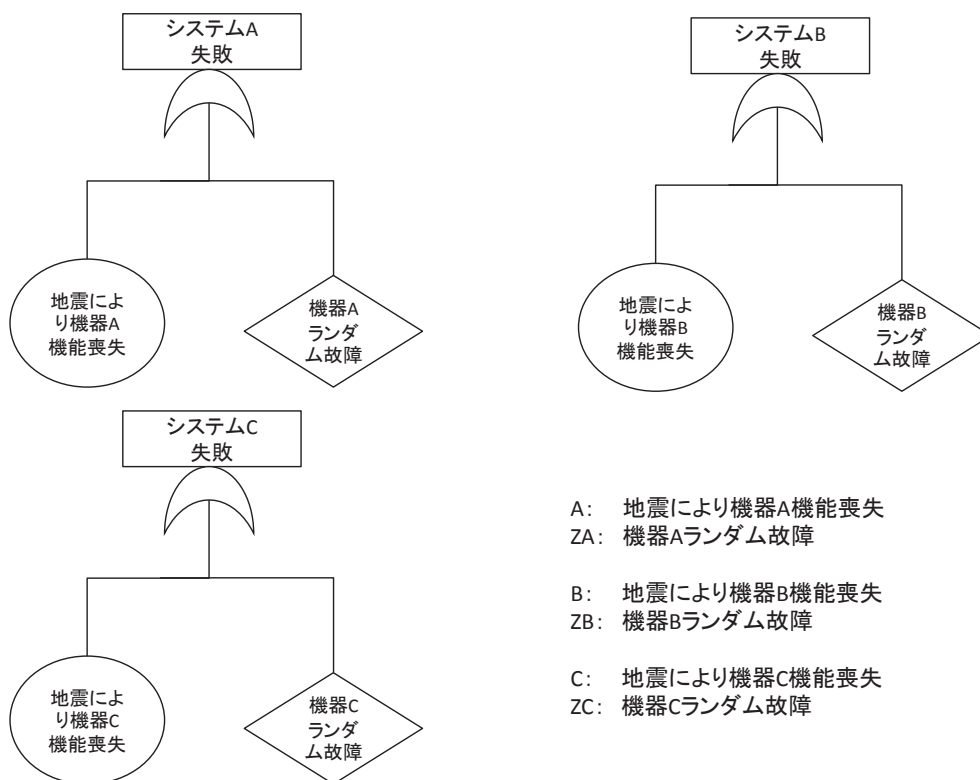 システムA
失敗
地震によ
り機器A
機能喪失
機器A
ランダ
ム故障
システムB
失敗
地震によ
り機器B
機能喪失
機器B
ランダ
ム故障
システムC
失敗
地震によ
り機器C
機能喪失
機器C
ランダ
ム故障
A: 地震により機器A機能喪失
ZA: 機器Aランダム故障
B: 地震により機器B機能喪失
ZB: 機器Bランダム故障
C: 地震により機器C機能喪失
ZC: 機器Cランダム故障